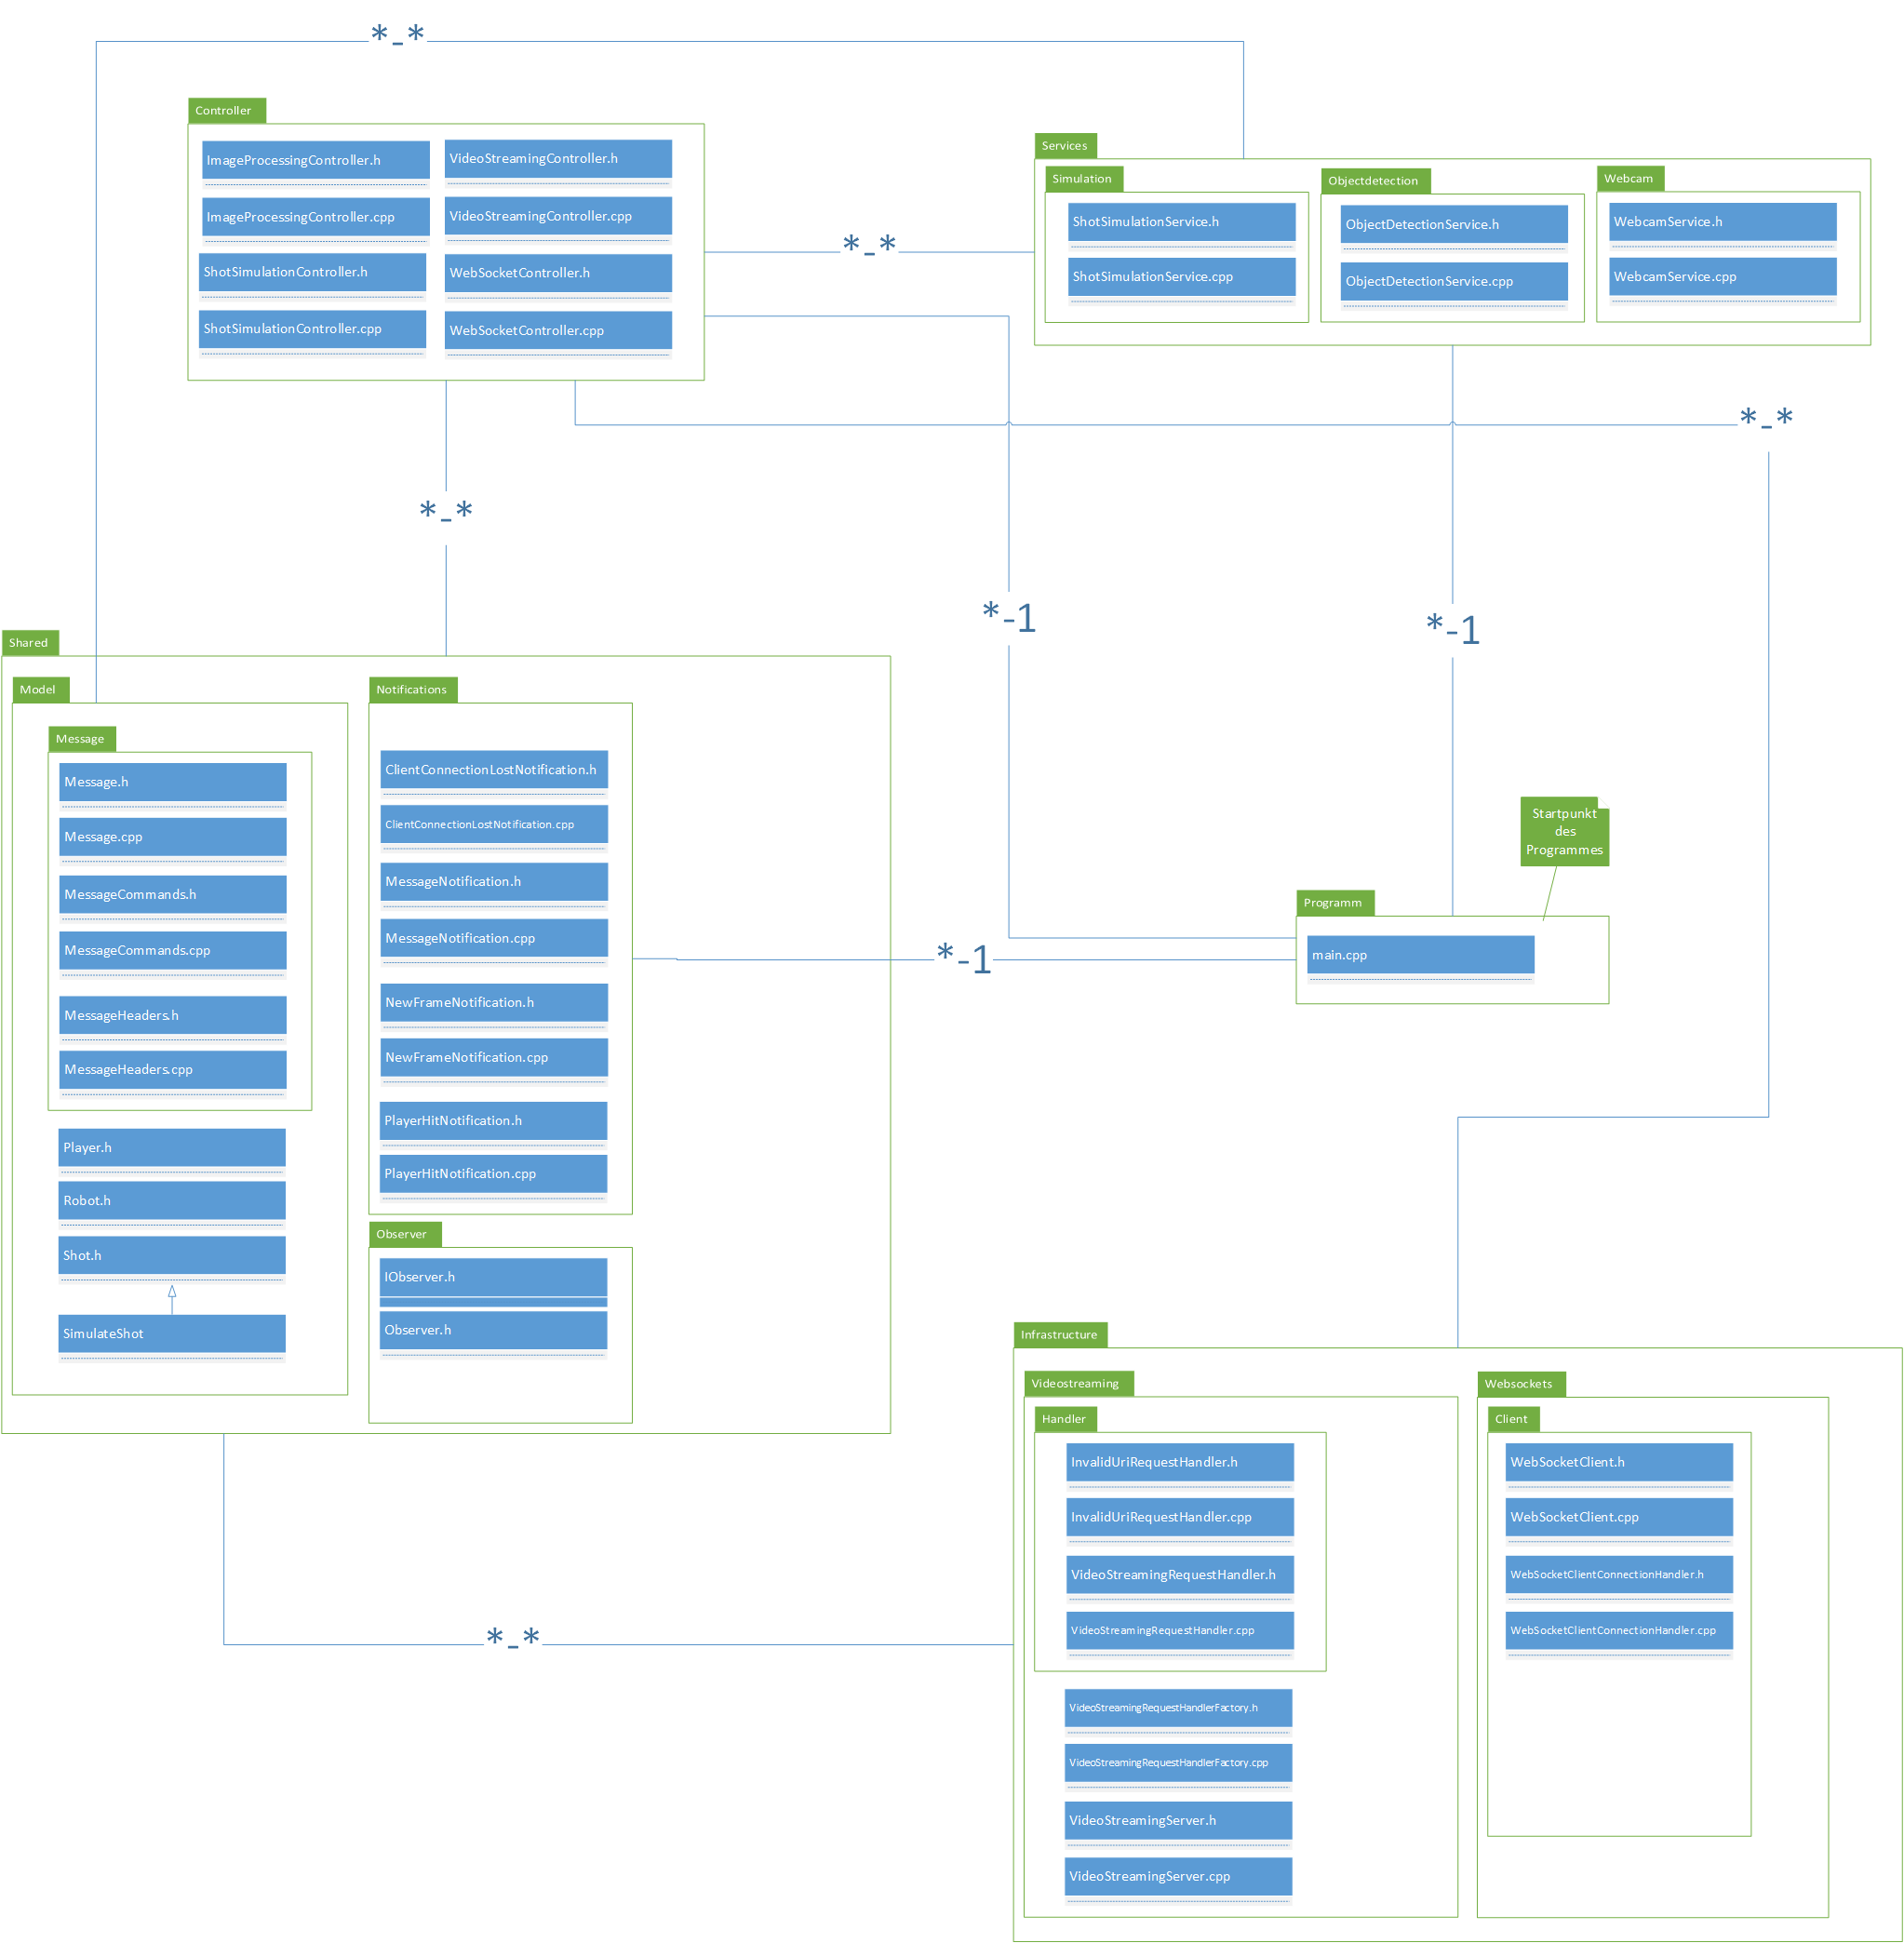 *-*
Controller
ImageProcessingController.h
ImageProcessingController.cpp
ShotSimulationController.h
ShotSimulationController.cpp
VideoStreamingController.h
VideoStreamingController.cpp
WebSocketController.h
WebSocketController.cpp
*-*
Services
Simulation
ShotSimulationService.h
ShotSimulationService.cpp
Objectdetection
ObjectDetectionService.h
ObjectDetectionService.cpp
Webcam
WebcamService.h
WebcamService.cpp
*-*
*-*
*-1
*-1
Shared
Model
Message
Message.h
Message.cpp
MessageCommands.h
MessageCommands.cpp
MessageHeaders.h
MessageHeaders.cpp
Player.h
Robot.h
Shot.h
SimulateShot
Notifications
ClientConnectionLostNotification.h
ClientConnectionLostNotification.cpp
MessageNotification.h
MessageNotification.cpp
NewFrameNotification.h
NewFrameNotification.cpp
PlayerHitNotification.h
PlayerHitNotification.cpp
Observer
IObserver.h
Observer.h
*-1
Startpunkt
des
Programmes
Programm
main.cpp
*-*
Infrastructure
Videostreaming
Handler
InvalidUriRequestHandler.h
InvalidUriRequestHandler.cpp
VideoStreamingRequestHandler.h
VideoStreamingRequestHandler.cpp
VideoStreamingRequestHandlerFactory.h
VideoStreamingRequestHandlerFactory.cpp
VideoStreamingServer.h
VideoStreamingServer.cpp
Websockets
Client
WebSocketClient.h
WebSocketClient.cpp
WebSocketClientConnectionHandler.h
WebSocketClientConnectionHandler.cpp